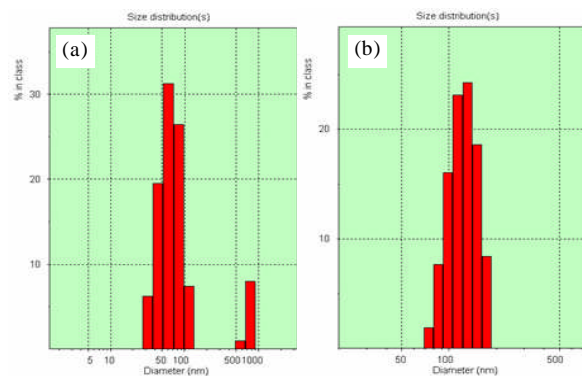 Size distribution(s)
(a)
% in class
30
20
10
5 10 50 100 500 1000
Diameter (nm)
Size distribution(s)
(b)
% in class
20
10
50 100 500
Diameter (nm)